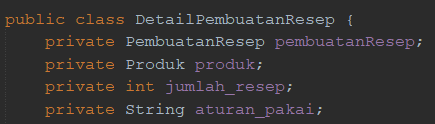 public class DetailPembuatanResep {
    private PembuatanResep pembuatanResep;
    private Produk produk;
    private int jumlah_resep;
    private String aturan_pakai;